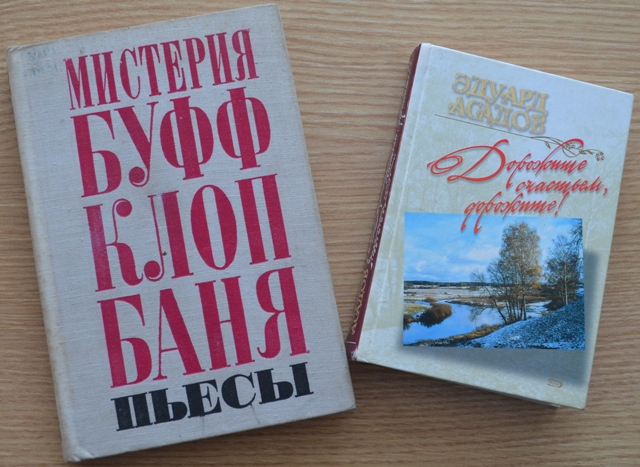 МИСТЕРИЯ
БУФФ
КЛОП
БАНЯ
ПЬЕСЫ
ЭДУАРД
АСАДОВ
Дорожите
счастьем,
дорожите!